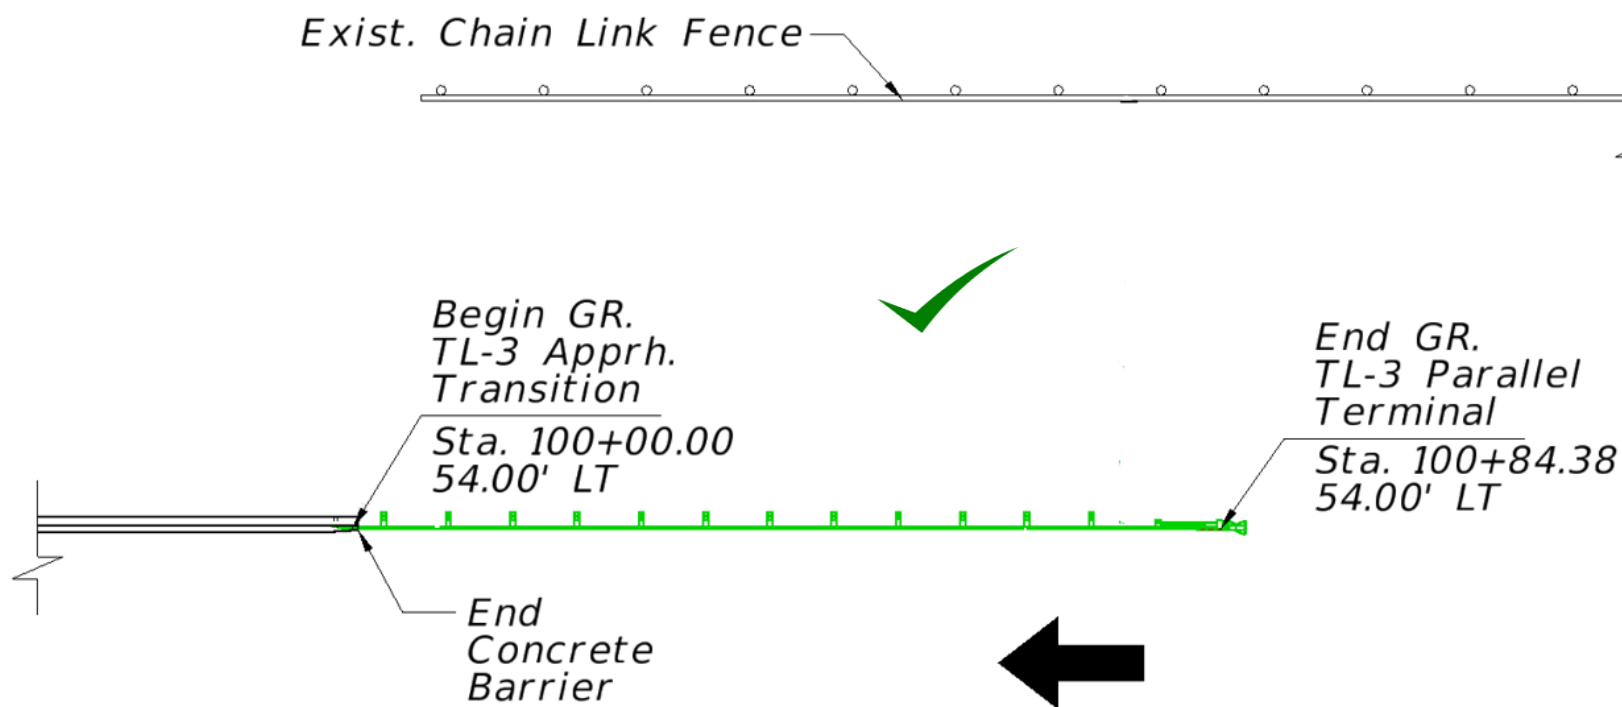 Exist. Chain Link Fence
Begin GR.
TL-3 Apprh.
Transition
Sta. 100+00.00
54.00' LT
End GR.
TL-3 Parallel
Terminal
Sta. 100+84.38
54.00' LT
End
Concrete
Barrier